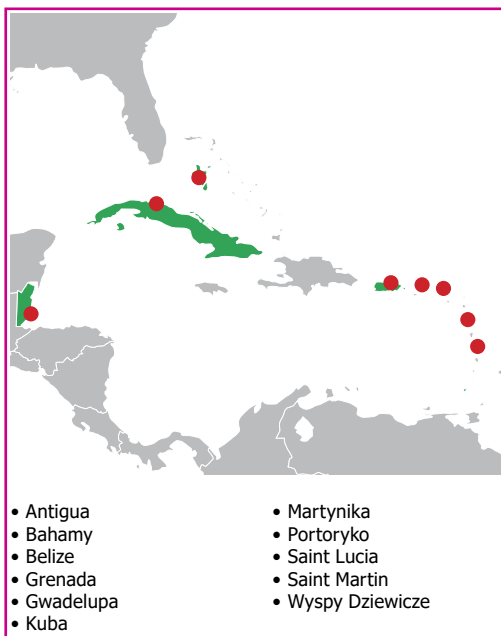 • Antigua
• Bahamy
• Belize
• Grenada
• Gwadelupa
• Kuba
• Martynika
• Portoryko
• Saint Lucia
• Saint Martin
• Wyspy Dziewicze